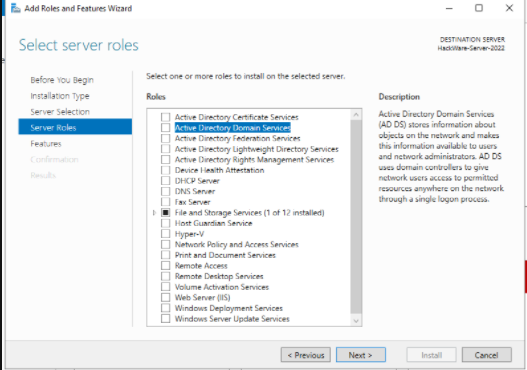 Add Roles and Features Wizard
Select server roles
DESTINATION SERVER
HackWare-Server-2022
Before You Begin
Installation Type
Server Selection
Server Roles
Features
Confirmation
Results
Select one or more roles to install on the selected server.
Roles
Active Directory Certificate Services
Active Directory Domain Services
Active Directory Federation Services
Active Directory Lightweight Directory Services
Active Directory Rights Management Services
Device Health Attestation
DHCP Server
DNS Server
Fax Server
File and Storage Services (1 of 12 installed)
Host Guardian Service
Hyper-V
Network Policy and Access Services
Print and Document Services
Remote Access
Remote Desktop Services
Volume Activation Services
Web Server (IIS)
Windows Deployment Services
Windows Server Update Services
Description
Active Directory Domain Services
(AD DS) stores information about
objects on the network and makes
this information available to users
and network administrators. AD DS
uses domain controllers to give
network users access to permitted
resources anywhere on the network
through a single logon process.
< Previous
Next >
Install
Cancel